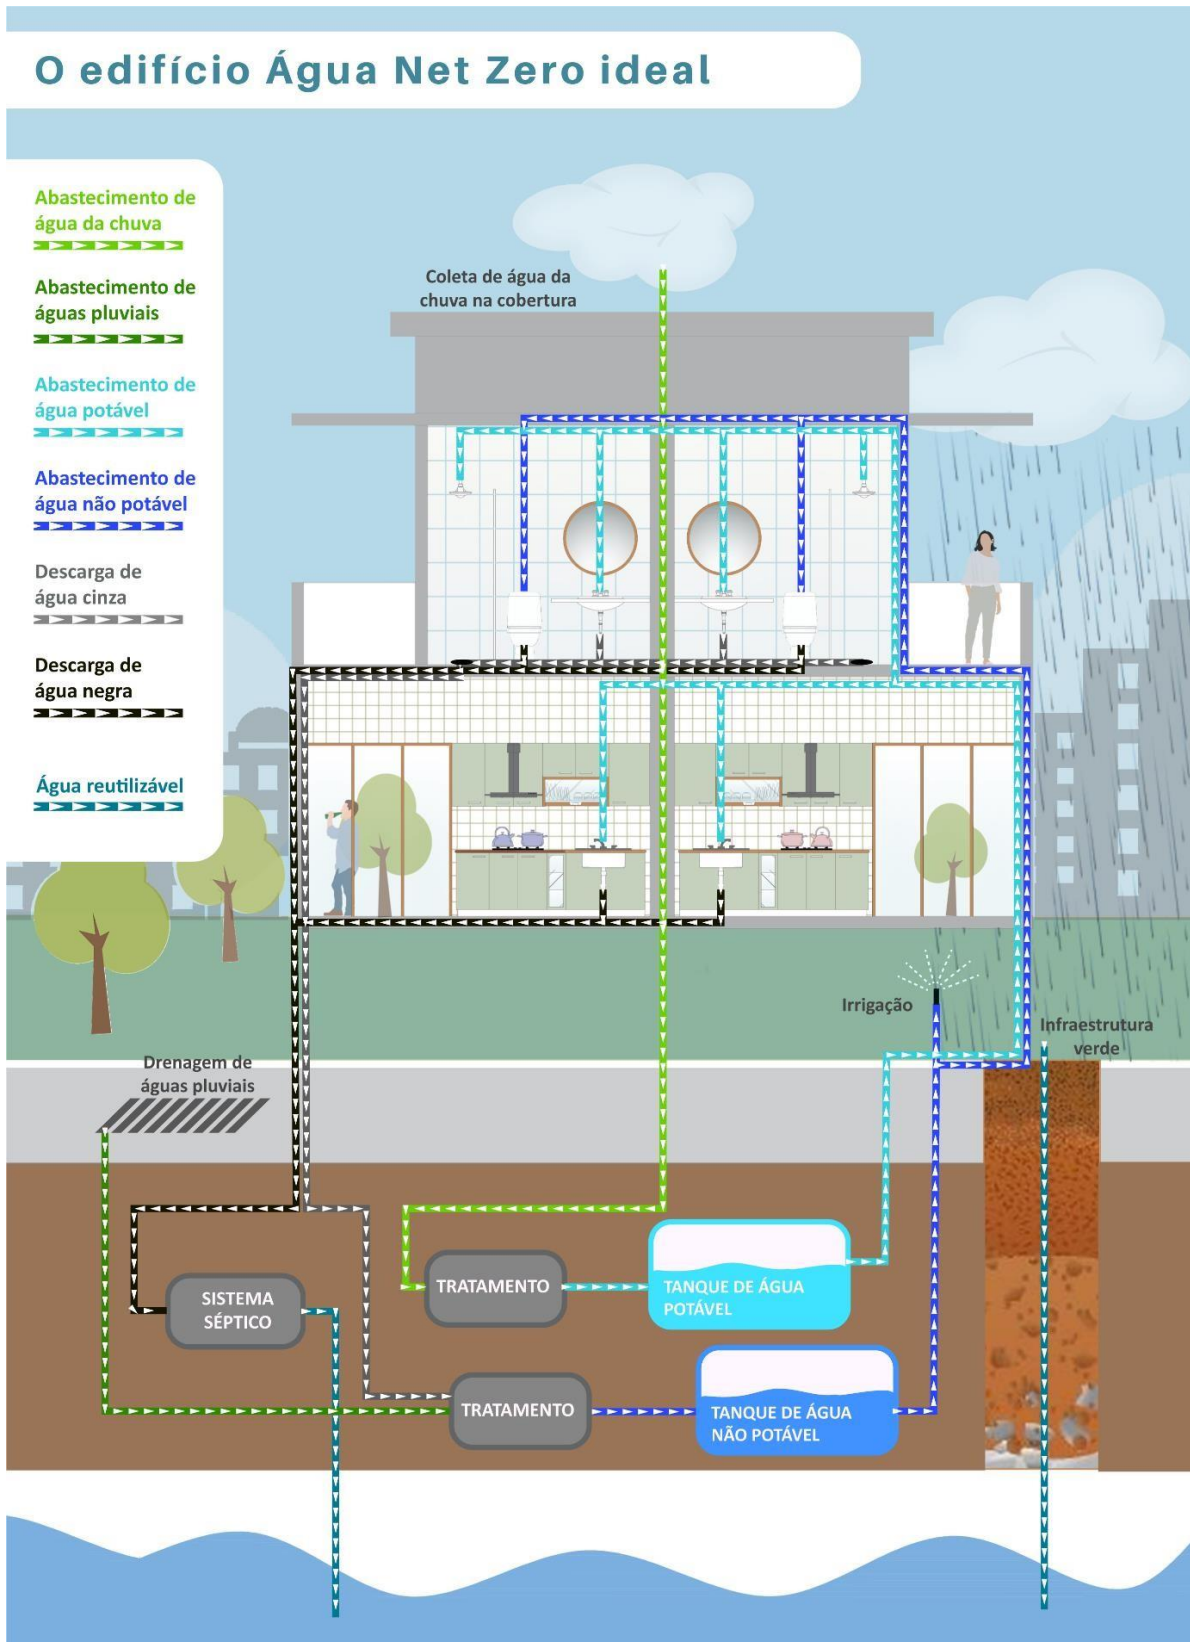 O edifício Água Net Zero ideal
Abastecimento de
água da chuva
Abastecimento de
águas pluviais
Abastecimento de
água potável
Abastecimento de
água não potável
Descarga de
água cinza
Descarga de
água negra
Água reutilizável
Coleta de água da
chuva na cobertura
Irrigação
Infraestrutura
verde
Drenagem de
águas pluviais
SISTEMA
SÉPTICO
TRATAMENTO
TANQUE DE ÁGUA
POTÁVEL
TRATAMENTO
TANQUE DE ÁGUA
NÃO POTÁVEL